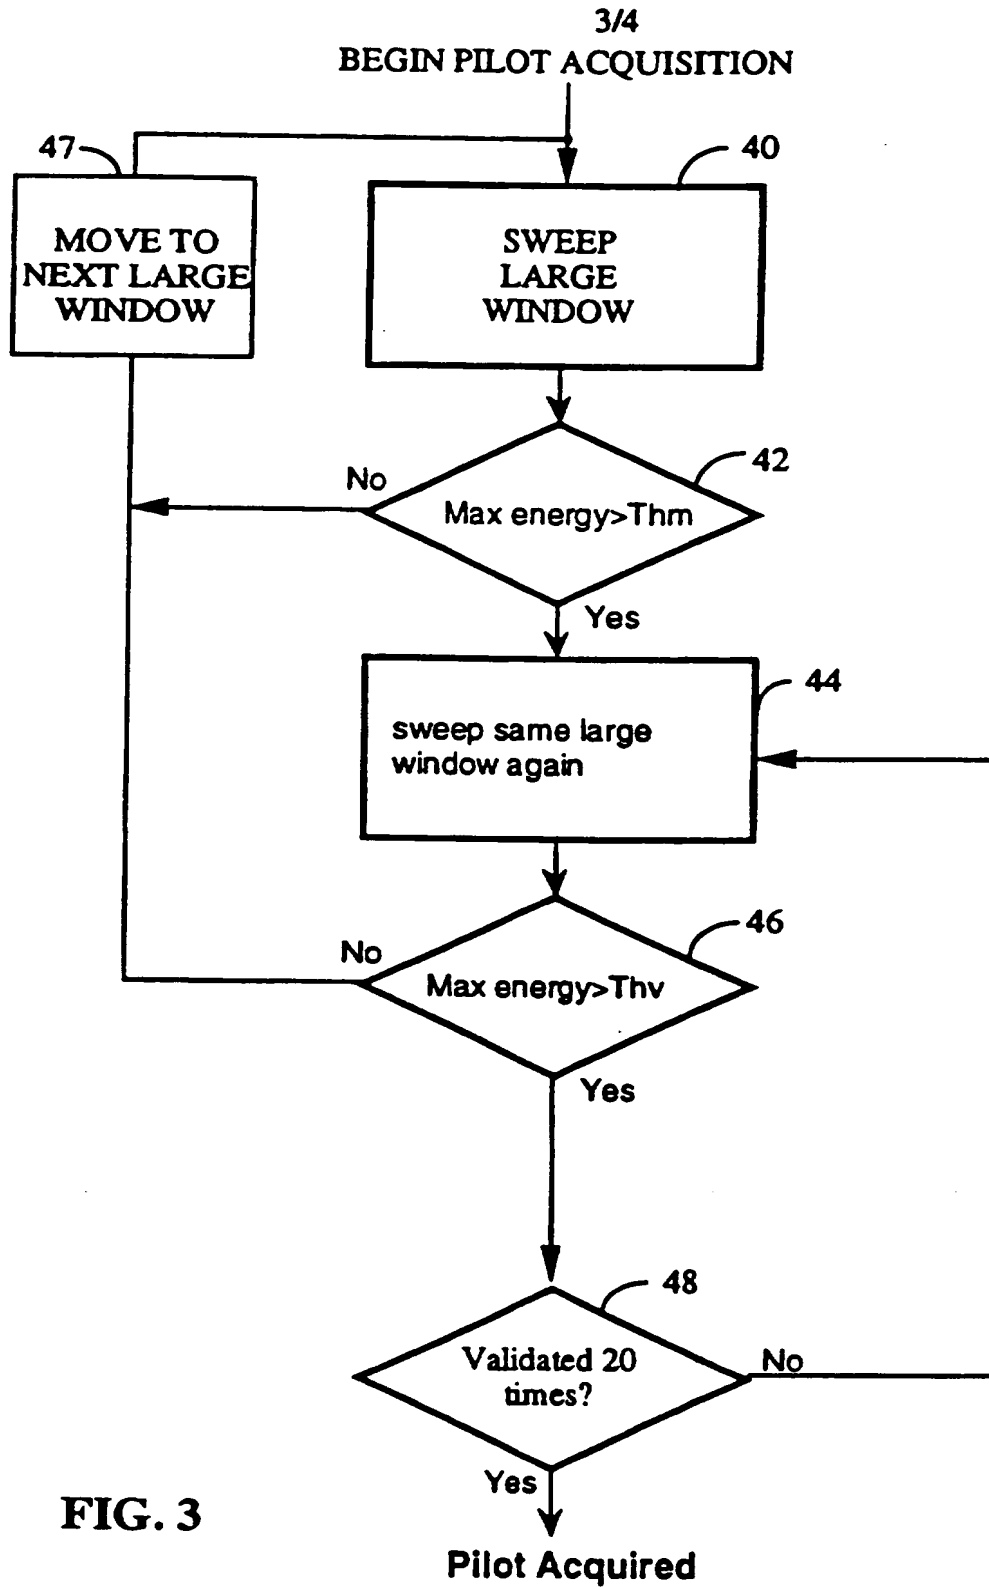 3/4
BEGIN PILOT ACQUISITION
47
40
MOVE TO
NEXT LARGE
WINDOW
SWEEP
LARGE
WINDOW
42
No
Max energy>Thm
Yes
44
sweep same large
window again
46
No
Max energy>Thv
Yes
48
Validated 20
times?
No
Yes
FIG. 3
Pilot Acquired